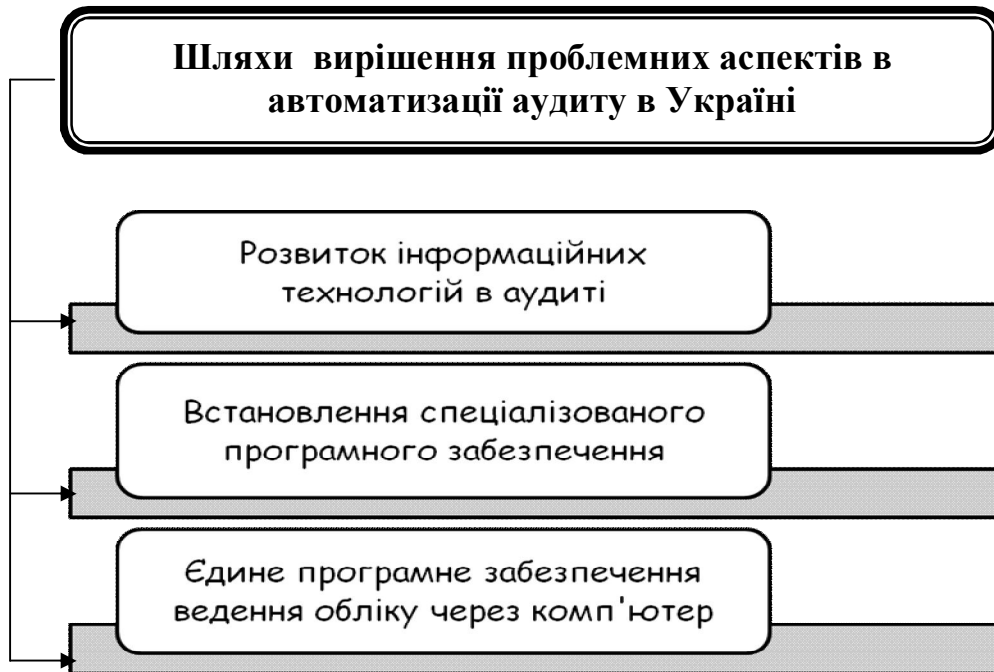 Шляхи вирішення проблемних аспектів в
автоматизації аудиту в Україні
Розвиток інформаційних
технологій в аудиті
Встановлення спеціалізованого
програмного забезпечення
Єдине програмне забезпечення
ведення обліку через комп'ютер